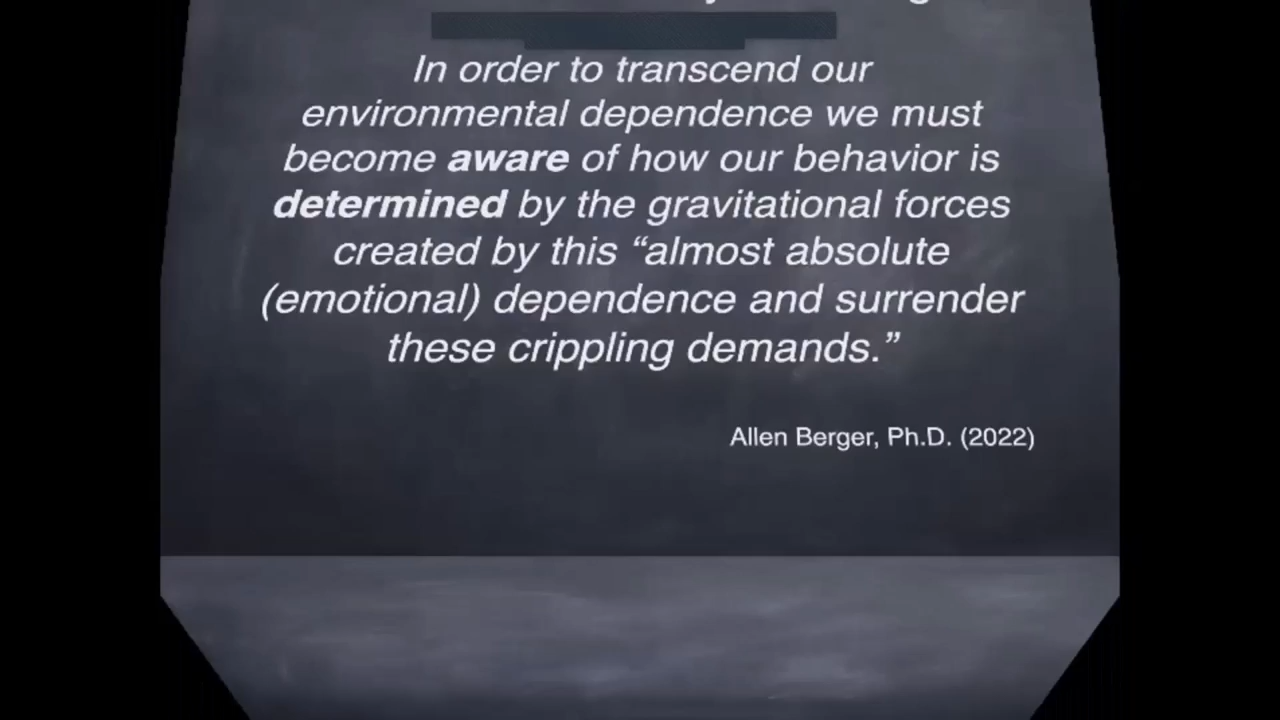 In order to transcend our
environmental dependence we must
become aware of how our behavior is
determined by the gravitational forces
created by this “almost absolute
(emotional) dependence and surrender
these crippling demands.”
Allen Berger, Ph.D. (2022)